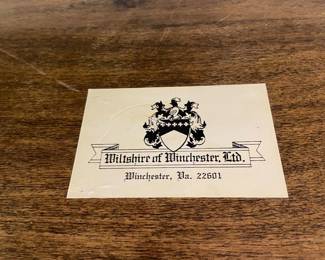 Wiltshire of Winchester, Ltd.
Winchester, Va. 22601